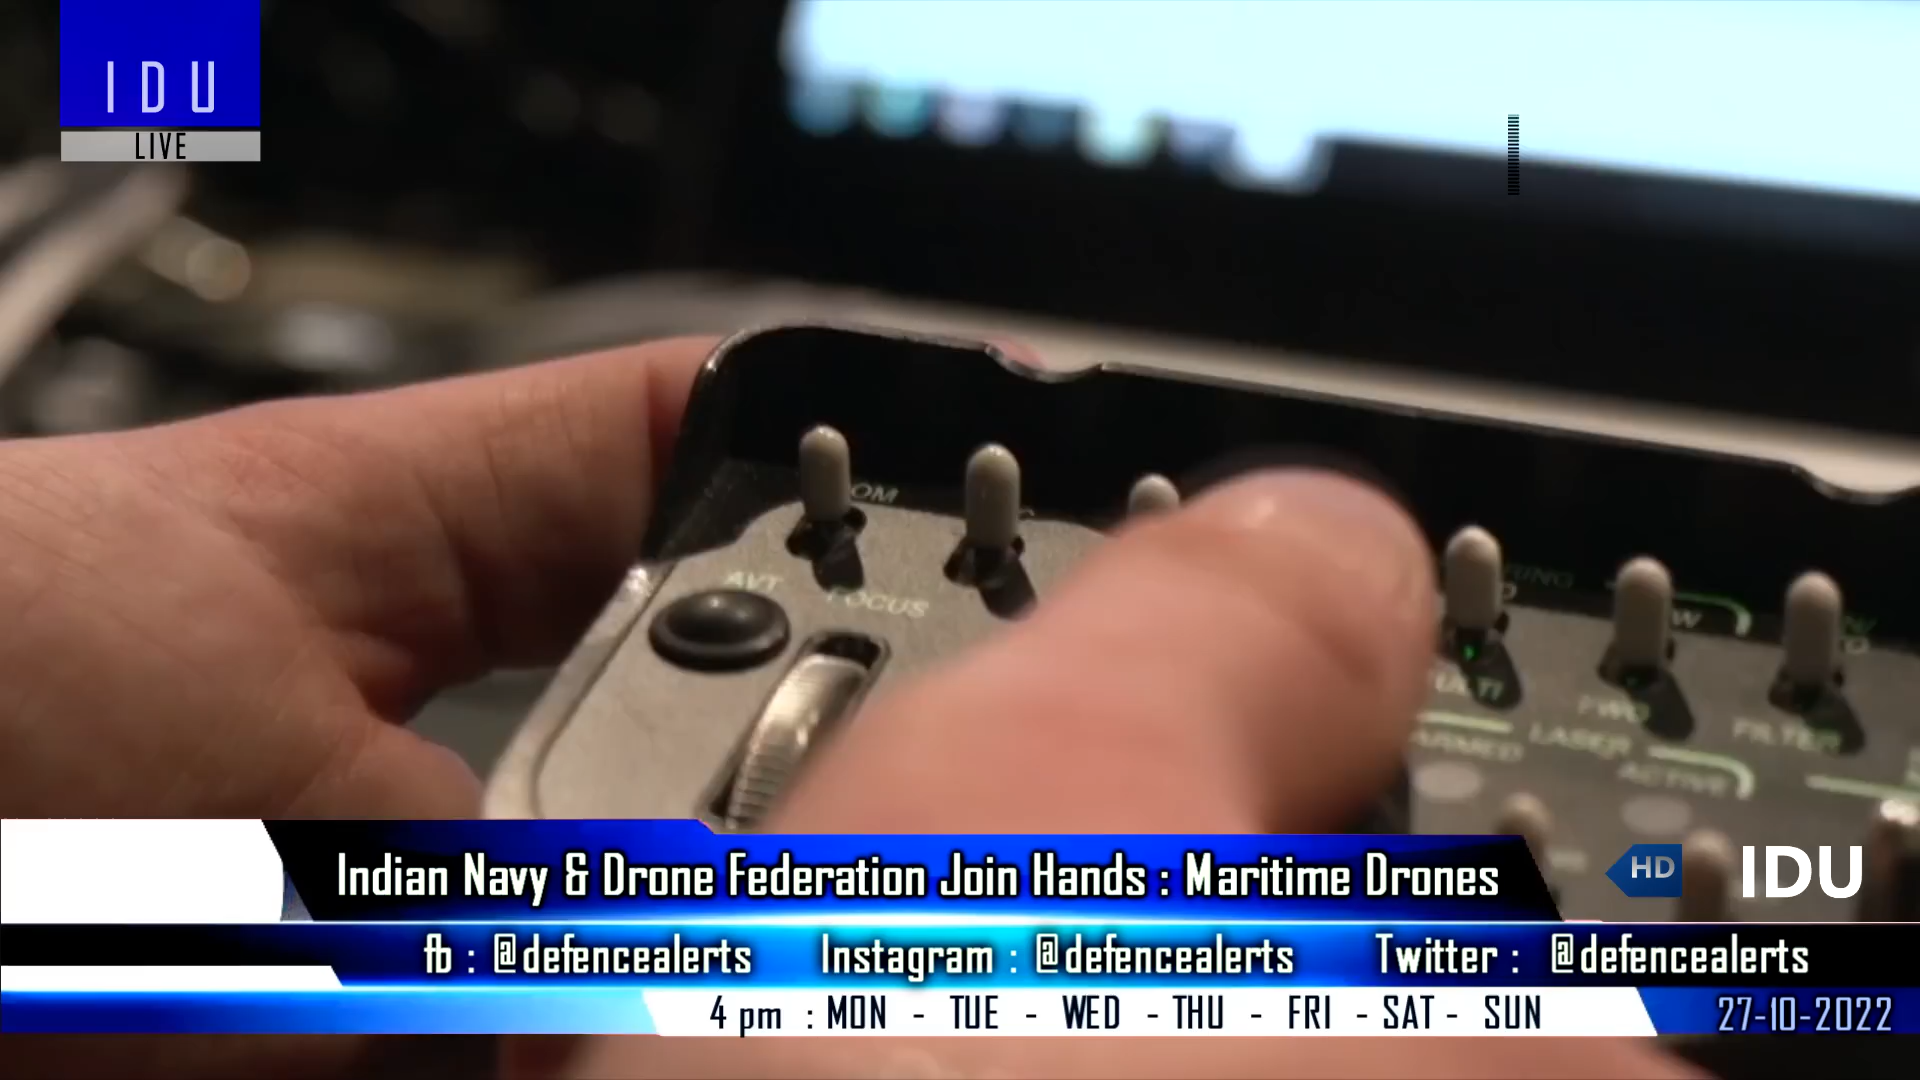 IDU
LIVE
AVT
FOCUS
FILTER
LASER
ARMED
ACTIVE
Indian Navy & Drone Federation Join Hands : Maritime Drones
HD
IDU
fb : @defencealerts Instagram : @defencealerts Twitter : @defencealerts
4 pm : MON - TUE - WED - THU - FRI - SAT - SUN
27-10-2022